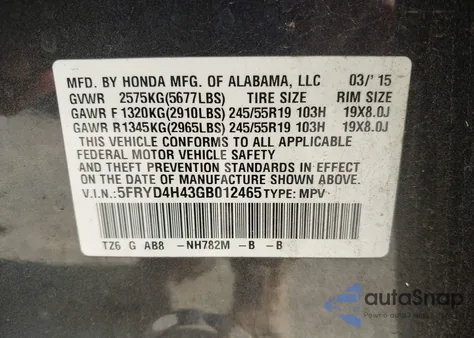 MFD. BY HONDA MFG. OF ALABAMA, LLC 03/'15
GVWR 2575KG(5677LBS) TIRE SIZE RIM SIZE
GAWR F 1320KG(2910LBS) 245/55R19 103H 19X8.0J
GAWR R1345KG(2965LBS) 245/55R19 103H 19X8.0J
THIS VEHICLE CONFORMS TO ALL APPLICABLE
FEDERAL MOTOR VEHICLE SAFETY
AND THEFT PREVENTION STANDARDS IN EFFECT
ON THE DATE OF MANUFACTURE SHOWN ABOVE.
V.I.N.:5FRYD4H43GB012465 TYPE: MPV
TZ6 G AB8 -NH782M -B -B
autoSnap